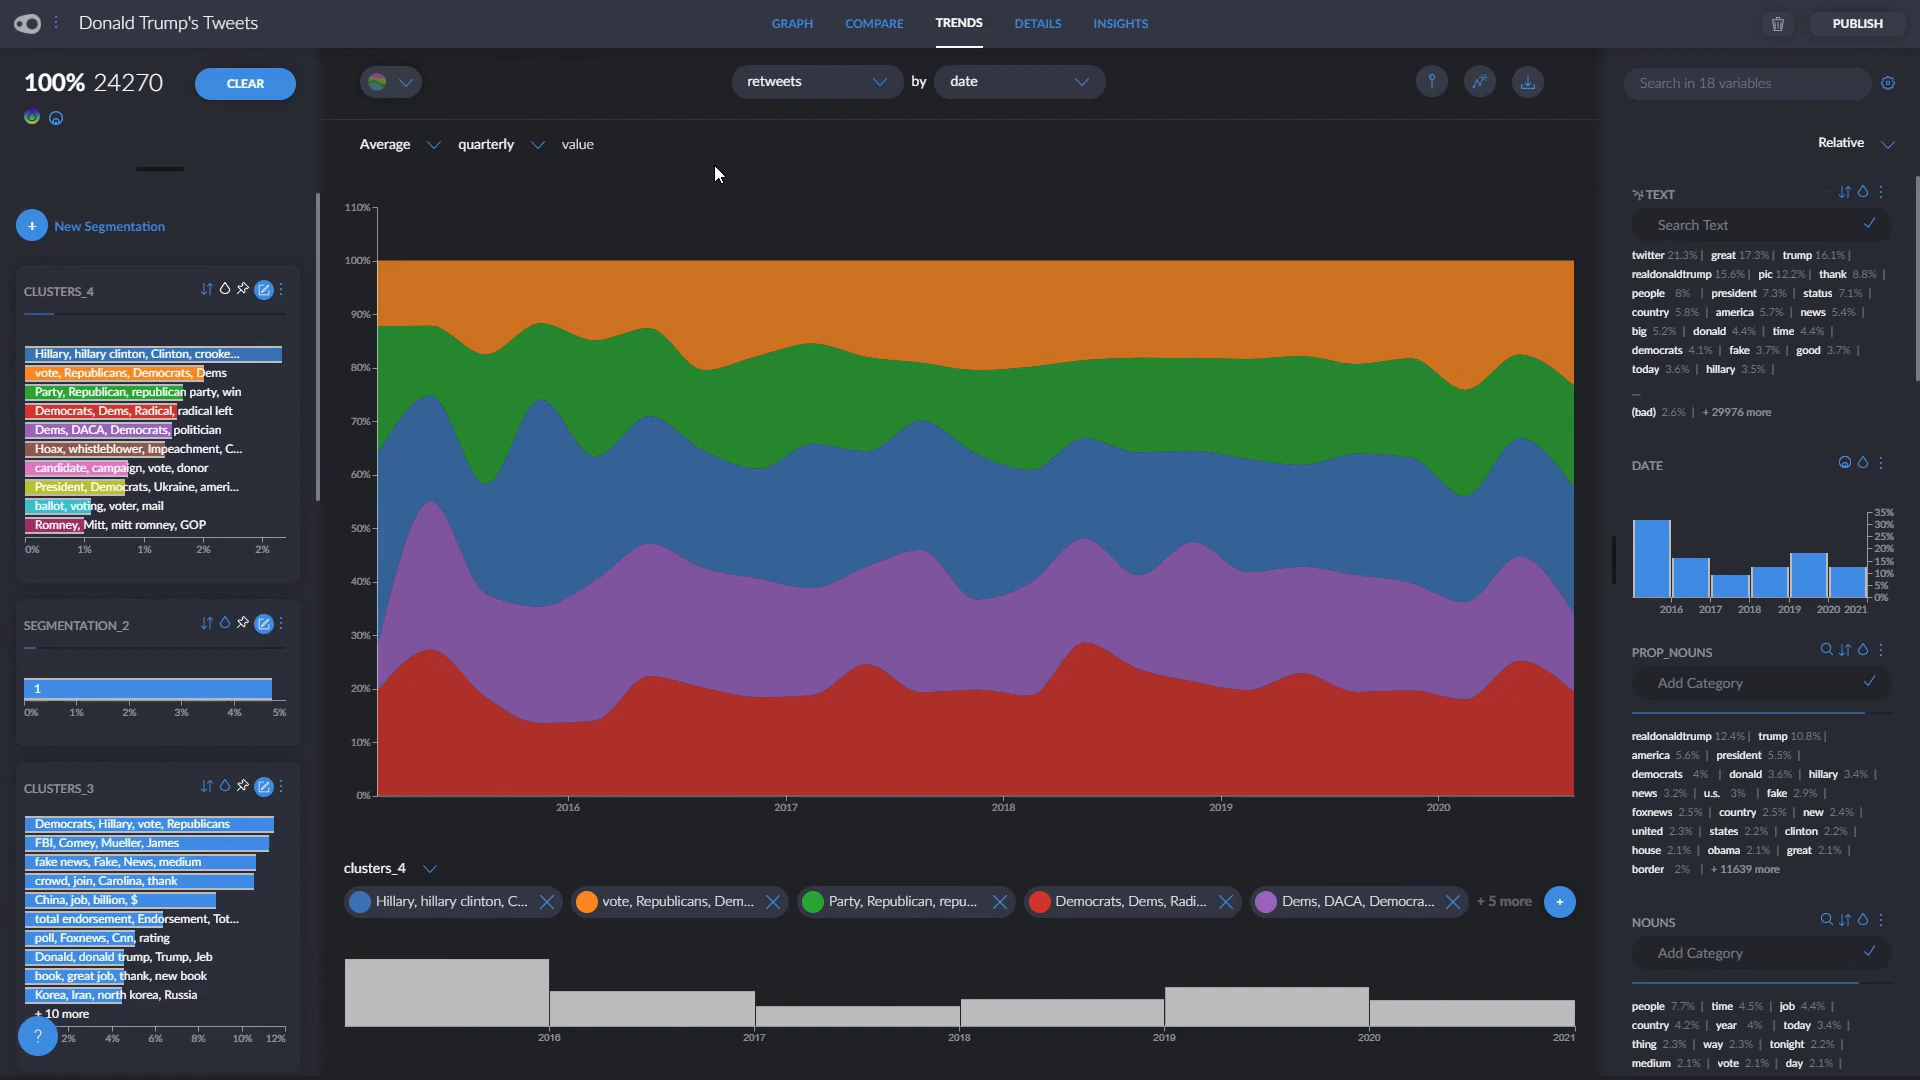 Donald Trump's Tweets
GRAPH COMPARE TRENDS DETAILS INSIGHTS
PUBLISH
100% 24270
CLEAR
New Segmentation
CLUSTERS_4
Hillary, hillary clinton, Clinton, crooke...
vote, Republicans, Democrats, Dems
Party, Republican, republican party, win
Democrats, Dems, Radical, radical left
Dems, DACA, Democrats, politician
Hoax, whistleblower, Impeachment, C...
candidate, campaign, vote, donor
President, Democrats, Ukraine, ameri...
ballot, voting, voter, mail
Romney, Mitt, mitt romney, GOP
0% 1% 1% 2% 2%
SEGMENTATION_2
1
0% 1% 2% 3% 4% 5%
CLUSTERS_3
Democrats, Hillary, vote, Republicans
FBI, Comey, Mueller, James
fake news, Fake, News, medium
crowd, join, Carolina, thank
China, job, billion, $
total endorsement, Endorsement, Tot...
poll, Foxnews, Cnn, rating
Donald, donald trump, Trump, Jeb
book, great job, thank, new book
Korea, Iran, north korea, Russia
+ 10 more
? 2% 4% 6% 8% 10% 12%
retweets by date
Average quarterly value
110%
100%
90%
80%
70%
60%
50%
40%
30%
20%
10%
0%
2016 2017 2018 2019 2020
clusters_4
Hillary, hillary clinton, C... vote, Republicans, Dem... Party, Republican, repu... Democrats, Dems, Radi... Dems, DACA, Democra... + 5 more +
2016 2017 2018 2019 2020 2021
Search in 18 variables
Relative
TEXT
Search Text
twitter 21.3% | great 17.3% | trump 16.1% |
realdonaldtrump 15.6% | pic 12.2% | thank 8.8% |
people 8% | president 7.3% | status 7.1% |
country 5.8% | america 5.7% | news 5.4% |
big 5.2% | donald 4.4% | time 4.4% |
democrats 4.1% | fake 3.7% | good 3.7% |
today 3.6% | hillary 3.5% |
...
(bad) 2.6% | + 29976 more
DATE
35%
30%
25%
20%
15%
10%
5%
0%
2016 2017 2018 2019 2020 2021
PROP_NOUNS
Add Category
realdonaldtrump 12.4% | trump 10.8% |
america 5.6% | president 5.5% |
democrats 4% | donald 3.6% | hillary 3.4% |
news 3.2% | u.s. 3% | fake 2.9% |
foxnews 2.5% | country 2.5% | new 2.4% |
united 2.3% | states 2.2% | clinton 2.2% |
house 2.1% | obama 2.1% | great 2.1% |
border 2% | + 11639 more
NOUNS
Add Category
people 7.7% | time 4.5% | job 4.4% |
country 4.2% | year 4% | today 3.4% |
thing 2.3% | way 2.3% | tonight 2.2% |
medium 2.1% | vote 2.1% | day 2.1% |